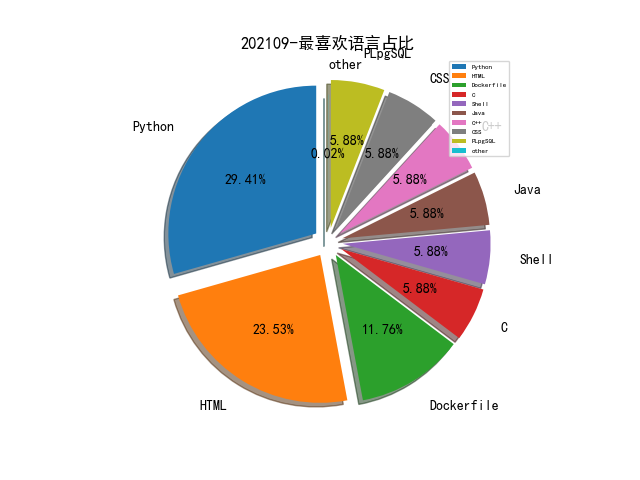 202109-最喜欢语言占比
PLpgSQL
other
CSS
C++
Python
Java
Shell
C
HTML
Dockerfile
29.41%
23.53%
11.76%
5.88%
5.88%
5.88%
5.88%
5.88%
5.88%
0.02%
Python
HTML
Dockerfile
C
Shell
Java
C++
CSS
PLpgSQL
other